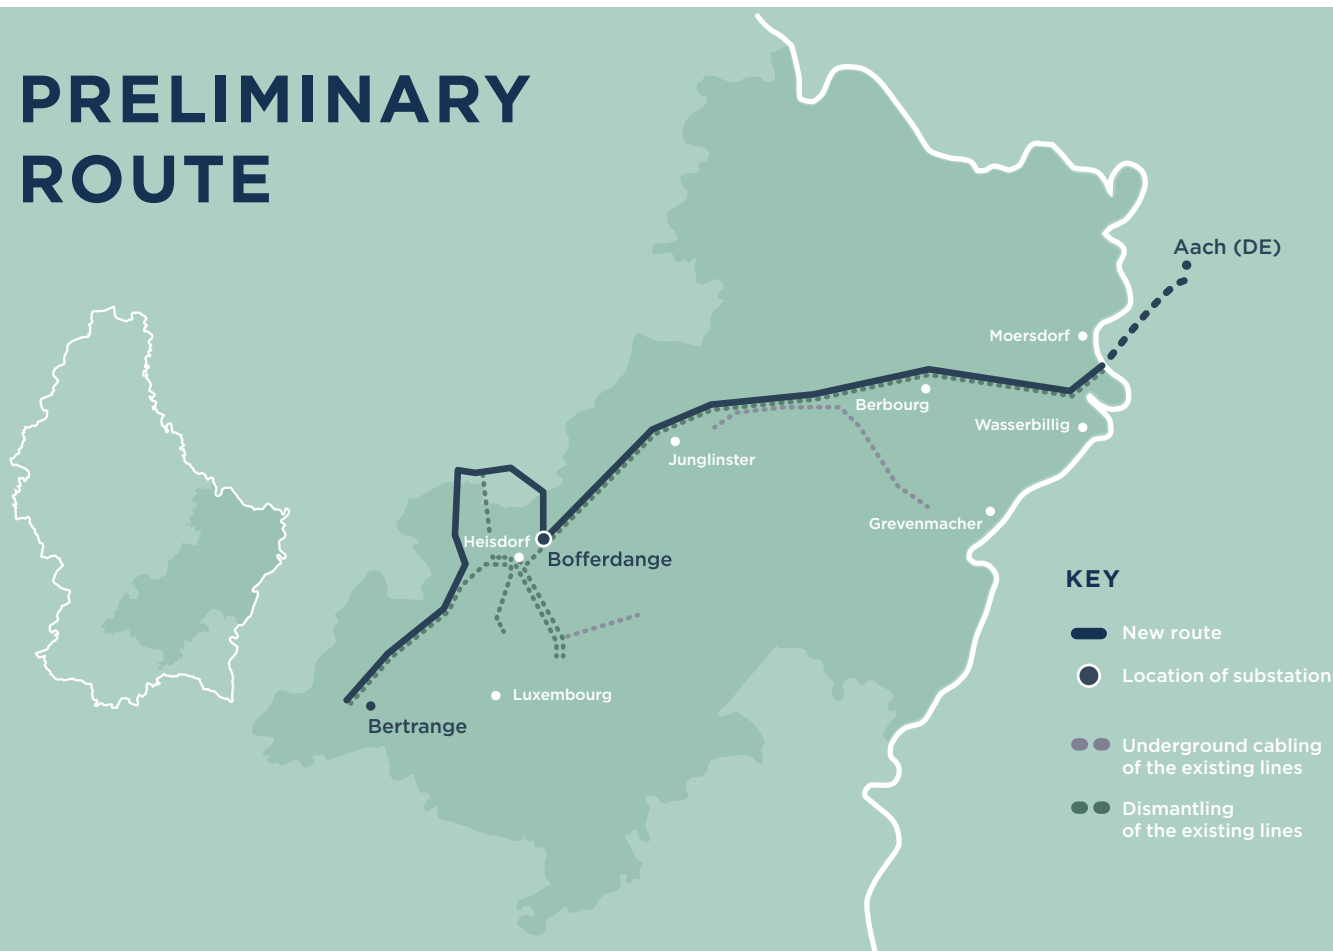 PRELIMINARY
ROUTE
Aach (DE)
Moersdorf
Berbourg
Wasserbillig
Junglinster
Grevenmacher
Heisdorf
Bofferdange
Luxembourg
Bertrange
KEY
New route
Location of substation
Underground cabling
of the existing lines
Dismantling
of the existing lines